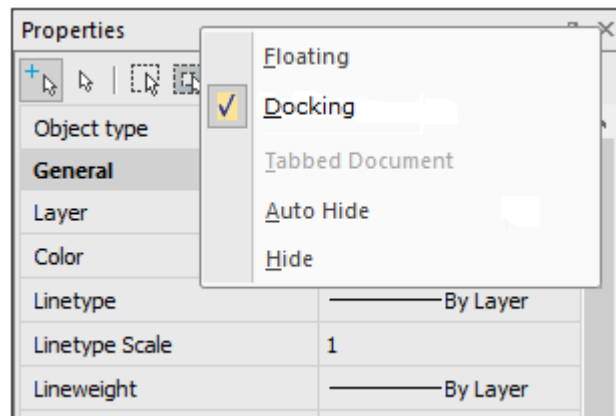 Properties
Floating
Docking
Tabbed Document
Auto Hide
Hide
Object type
General
Layer
Color
Linetype By Layer
Linetype Scale 1
Lineweight By Layer